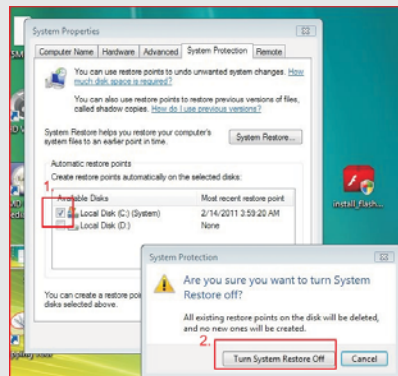 System Properties
Computer Name Hardware Advanced System Protection Remote
You can use restore points to undo unwanted system changes. How
much disk space is required?
You can also use restore points to restore previous versions of files,
called shadow copies. How do I use previous versions?
System Restore helps you restore your computer's
system files to an earlier point in time.
System Restore...
Automatic restore points
Create restore points automatically on the selected disks:
1.
Available Disks Most recent restore point
Local Disk (C:) (System) 2/14/2011 3:59:20 AM
Local Disk (D:) None
install_flash...
You can create a restore poi
disks selected above.
System Protection
Are you sure you want to turn System
Restore off?
All existing restore points on the disk will be deleted,
and no new ones will be created.
2.
Turn System Restore Off Cancel